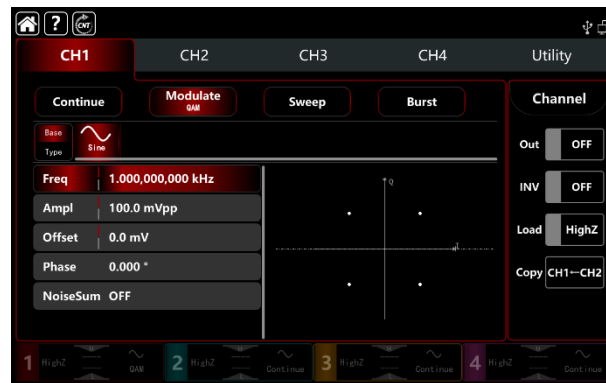 ? CNT
CH1 CH2 CH3 CH4 Utility
Continue Modulate Sweep Burst Channel
QAM
Base
Type Sine
Out OFF
Freq 1.000,000,000 kHz
Q
INV OFF
Ampl 100.0 mVpp
Offset 0.0 mV
Load HighZ
I
Phase 0.000 °
Copy CH1←CH2
NoiseSum OFF
1 HighZ QAM 2 HighZ Continue 3 HighZ Continue 4 HighZ Continue